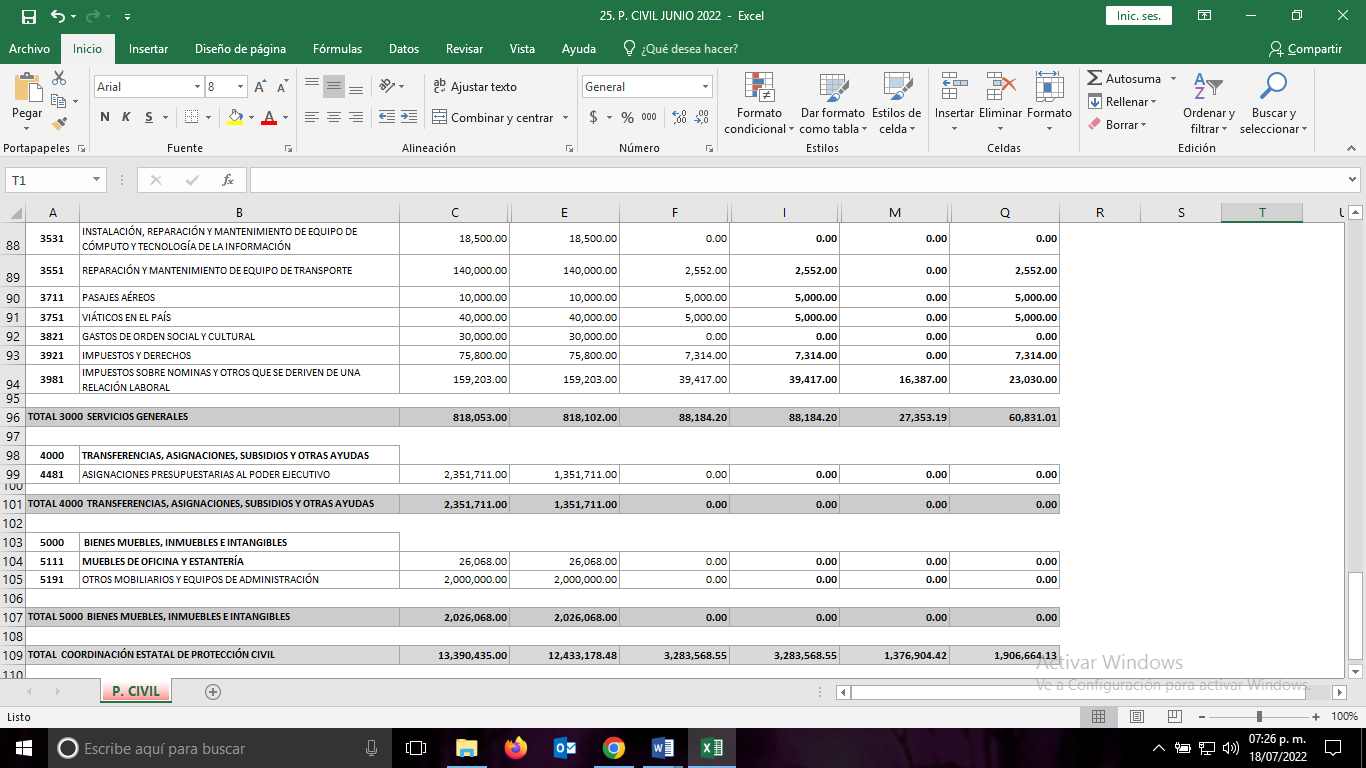 25. P. CIVIL JUNIO 2022 - Excel
Inic. ses.
Archivo Inicio Insertar Diseño de página Fórmulas Datos Revisar Vista Ayuda ¿Qué desea hacer? Compartir
Pegar
Portapapeles
Arial 8
N K S
Fuente
Ajustar texto
Combinar y centrar
Alineación
General
$ % 000
Número
Formato condicional
Dar formato como tabla
Estilos de celda
Estilos
Insertar Eliminar Formato
Celdas
Autosuma
Rellenar
Borrar
Ordenar y filtrar
Buscar y seleccionar
Edición
T1 fx
A B C E F I M Q R S T U
88 3531 INSTALACIÓN, REPARACIÓN Y MANTENIMIENTO DE EQUIPO DE CÓMPUTO Y TECNOLOGÍA DE LA INFORMACIÓN 18,500.00 18,500.00 0.00 0.00 0.00 0.00
89 3551 REPARACIÓN Y MANTENIMIENTO DE EQUIPO DE TRANSPORTE 140,000.00 140,000.00 2,552.00 2,552.00 0.00 2,552.00
90 3711 PASAJES AÉREOS 10,000.00 10,000.00 5,000.00 5,000.00 0.00 5,000.00
91 3751 VIÁTICOS EN EL PAÍS 40,000.00 40,000.00 5,000.00 5,000.00 0.00 5,000.00
92 3821 GASTOS DE ORDEN SOCIAL Y CULTURAL 30,000.00 30,000.00 0.00 0.00 0.00 0.00
93 3921 IMPUESTOS Y DERECHOS 75,800.00 75,800.00 7,314.00 7,314.00 0.00 7,314.00
94 3981 IMPUESTOS SOBRE NOMINAS Y OTROS QUE SE DERIVEN DE UNA RELACIÓN LABORAL 159,203.00 159,203.00 39,417.00 39,417.00 16,387.00 23,030.00
95
96 TOTAL 3000 SERVICIOS GENERALES 818,053.00 818,102.00 88,184.20 88,184.20 27,353.19 60,831.01
97
98 4000 TRANSFERENCIAS, ASIGNACIONES, SUBSIDIOS Y OTRAS AYUDAS
99 4481 ASIGNACIONES PRESUPUESTARIAS AL PODER EJECUTIVO 2,351,711.00 1,351,711.00 0.00 0.00 0.00 0.00
100
101 TOTAL 4000 TRANSFERENCIAS, ASIGNACIONES, SUBSIDIOS Y OTRAS AYUDAS 2,351,711.00 1,351,711.00 0.00 0.00 0.00 0.00
102
103 5000 BIENES MUEBLES, INMUEBLES E INTANGIBLES
104 5111 MUEBLES DE OFICINA Y ESTANTERÍA 26,068.00 26,068.00 0.00 0.00 0.00 0.00
105 5191 OTROS MOBILIARIOS Y EQUIPOS DE ADMINISTRACIÓN 2,000,000.00 2,000,000.00 0.00 0.00 0.00 0.00
106
107 TOTAL 5000 BIENES MUEBLES, INMUEBLES E INTANGIBLES 2,026,068.00 2,026,068.00 0.00 0.00 0.00 0.00
108
109 TOTAL COORDINACIÓN ESTATAL DE PROTECCIÓN CIVIL 13,390,435.00 12,433,178.48 3,283,568.55 3,283,568.55 1,376,904.42 1,906,664.13
110
Activar Windows
Ve a Configuración para activar Windows.
P. CIVIL
Listo
100%
Escribe aquí para buscar
07:26 p. m.
18/07/2022